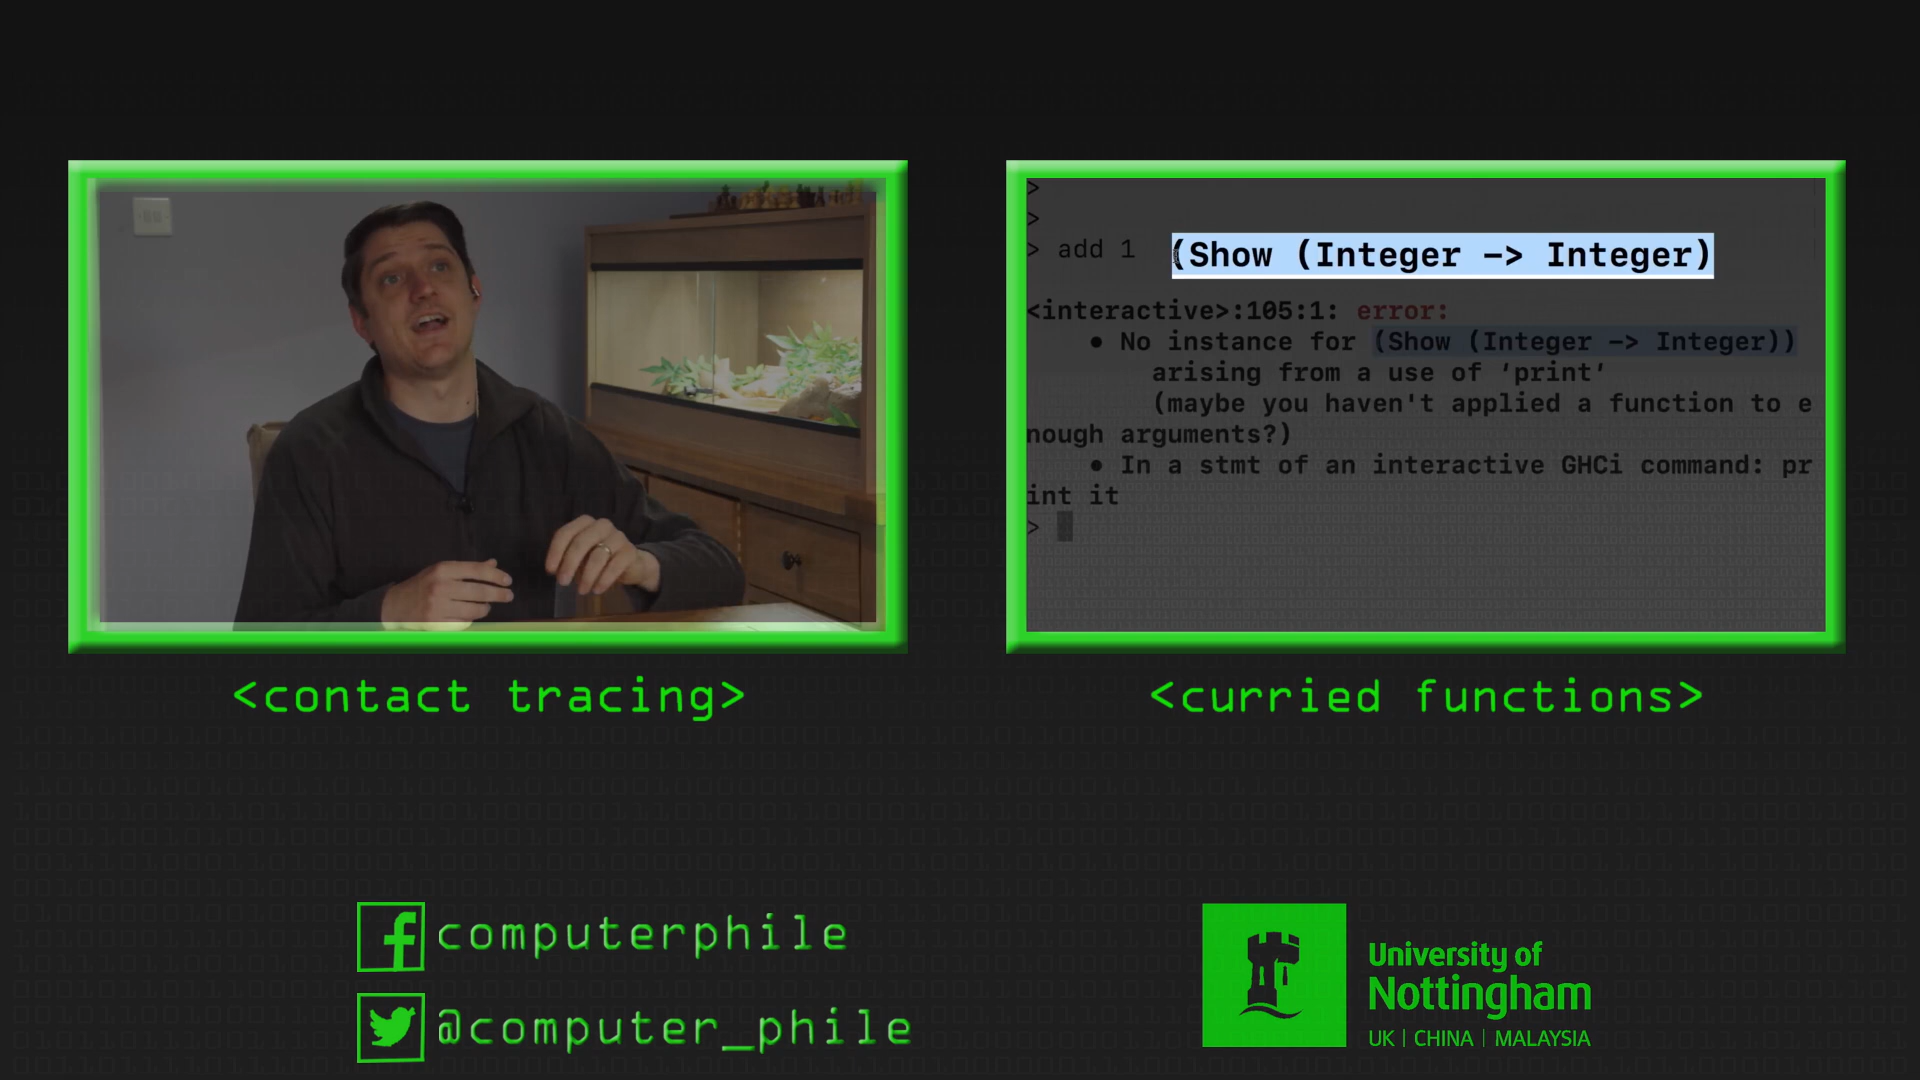 >
>
> add 1
(Show (Integer -> Integer)
<interactive>:105:1: error:
• No instance for (Show (Integer -> Integer))
arising from a use of ‘print’
(maybe you haven't applied a function to e
nough arguments?)
• In a stmt of an interactive GHCi command: pr
int it
>
<contact tracing>
<curried functions>
computerphile
@computer_phile
University of
Nottingham
UK | CHINA | MALAYSIA